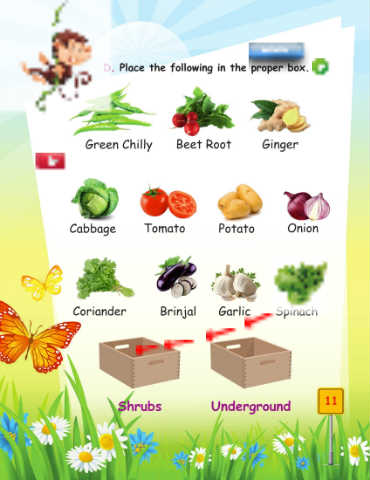 D. Place the following in the proper box.
Green Chilly Beet Root Ginger
Cabbage Tomato Potato Onion
Coriander Brinjal Garlic Spinach
Shrubs Underground
11